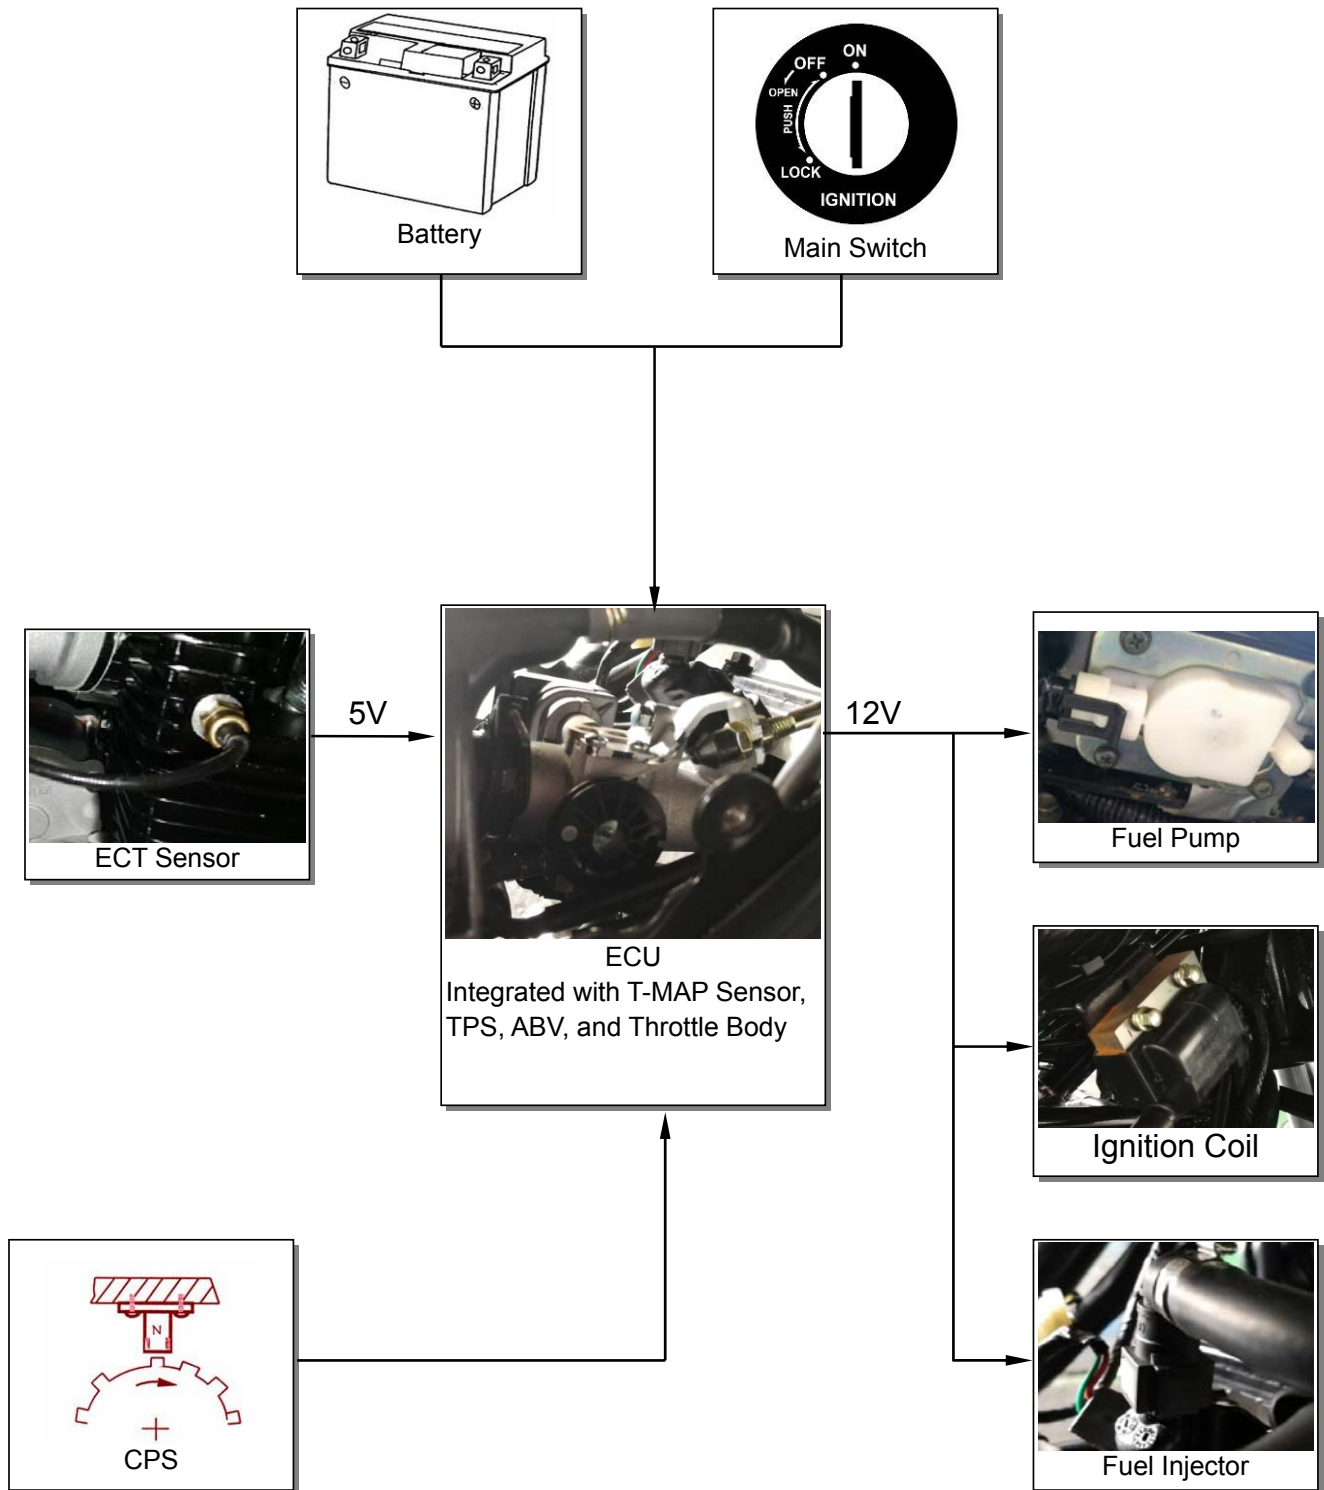 Battery
ON
OFF
OPEN
PUSH
LOCK
IGNITION
Main Switch
5V
12V
ECT Sensor
Fuel Pump
ECU
Integrated with T-MAP Sensor,
TPS, ABV, and Throttle Body
Ignition Coil
N
CPS
Fuel Injector